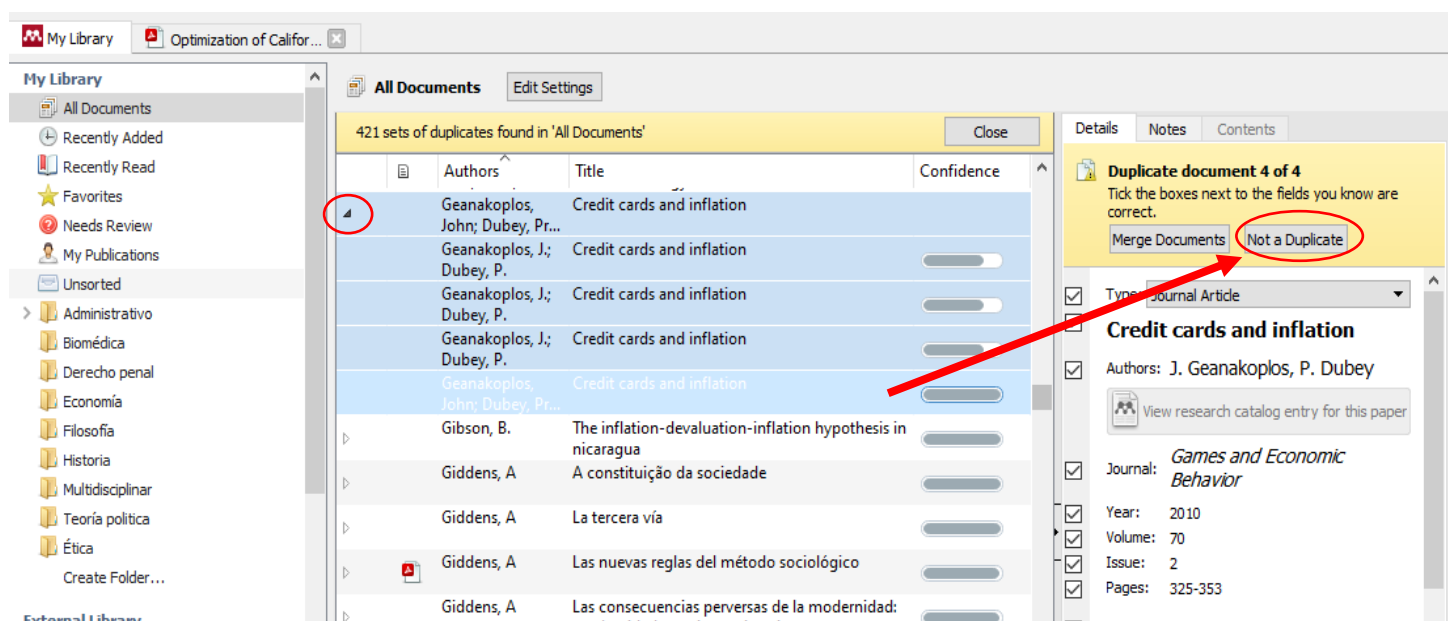 My Library
Optimization of Califor...
My Library
All Documents
Recently Added
Recently Read
Favorites
Needs Review
My Publications
Unsorted
Administrativo
Biomédica
Derecho penal
Economía
Filosofía
Historia
Multidisciplinar
Teoría politica
Ética
Create Folder...
External Library
All Documents
Edit Settings
421 sets of duplicates found in 'All Documents'
Close
Authors
Title
Confidence
Geanakoplos,
John; Dubey, Pr...
Credit cards and inflation
Geanakoplos, J.;
Dubey, P.
Credit cards and inflation
Geanakoplos, J.;
Dubey, P.
Credit cards and inflation
Geanakoplos, J.;
Dubey, P.
Credit cards and inflation
Geanakoplos,
John; Dubey, Pr...
Credit cards and inflation
Gibson, B.
The inflation-devaluation-inflation hypothesis in
nicaragua
Giddens, A
A constituição da sociedade
Giddens, A
La tercera vía
Giddens, A
Las nuevas reglas del método sociológico
Giddens, A
Las consecuencias perversas de la modernidad:
Details
Notes
Contents
Duplicate document 4 of 4
Tick the boxes next to the fields you know are
correct.
Merge Documents
Not a Duplicate
Type: Journal Article
Credit cards and inflation
Authors: J. Geanakoplos, P. Dubey
View research catalog entry for this paper
Journal: Games and Economic
Behavior
Year: 2010
Volume: 70
Issue: 2
Pages: 325-353